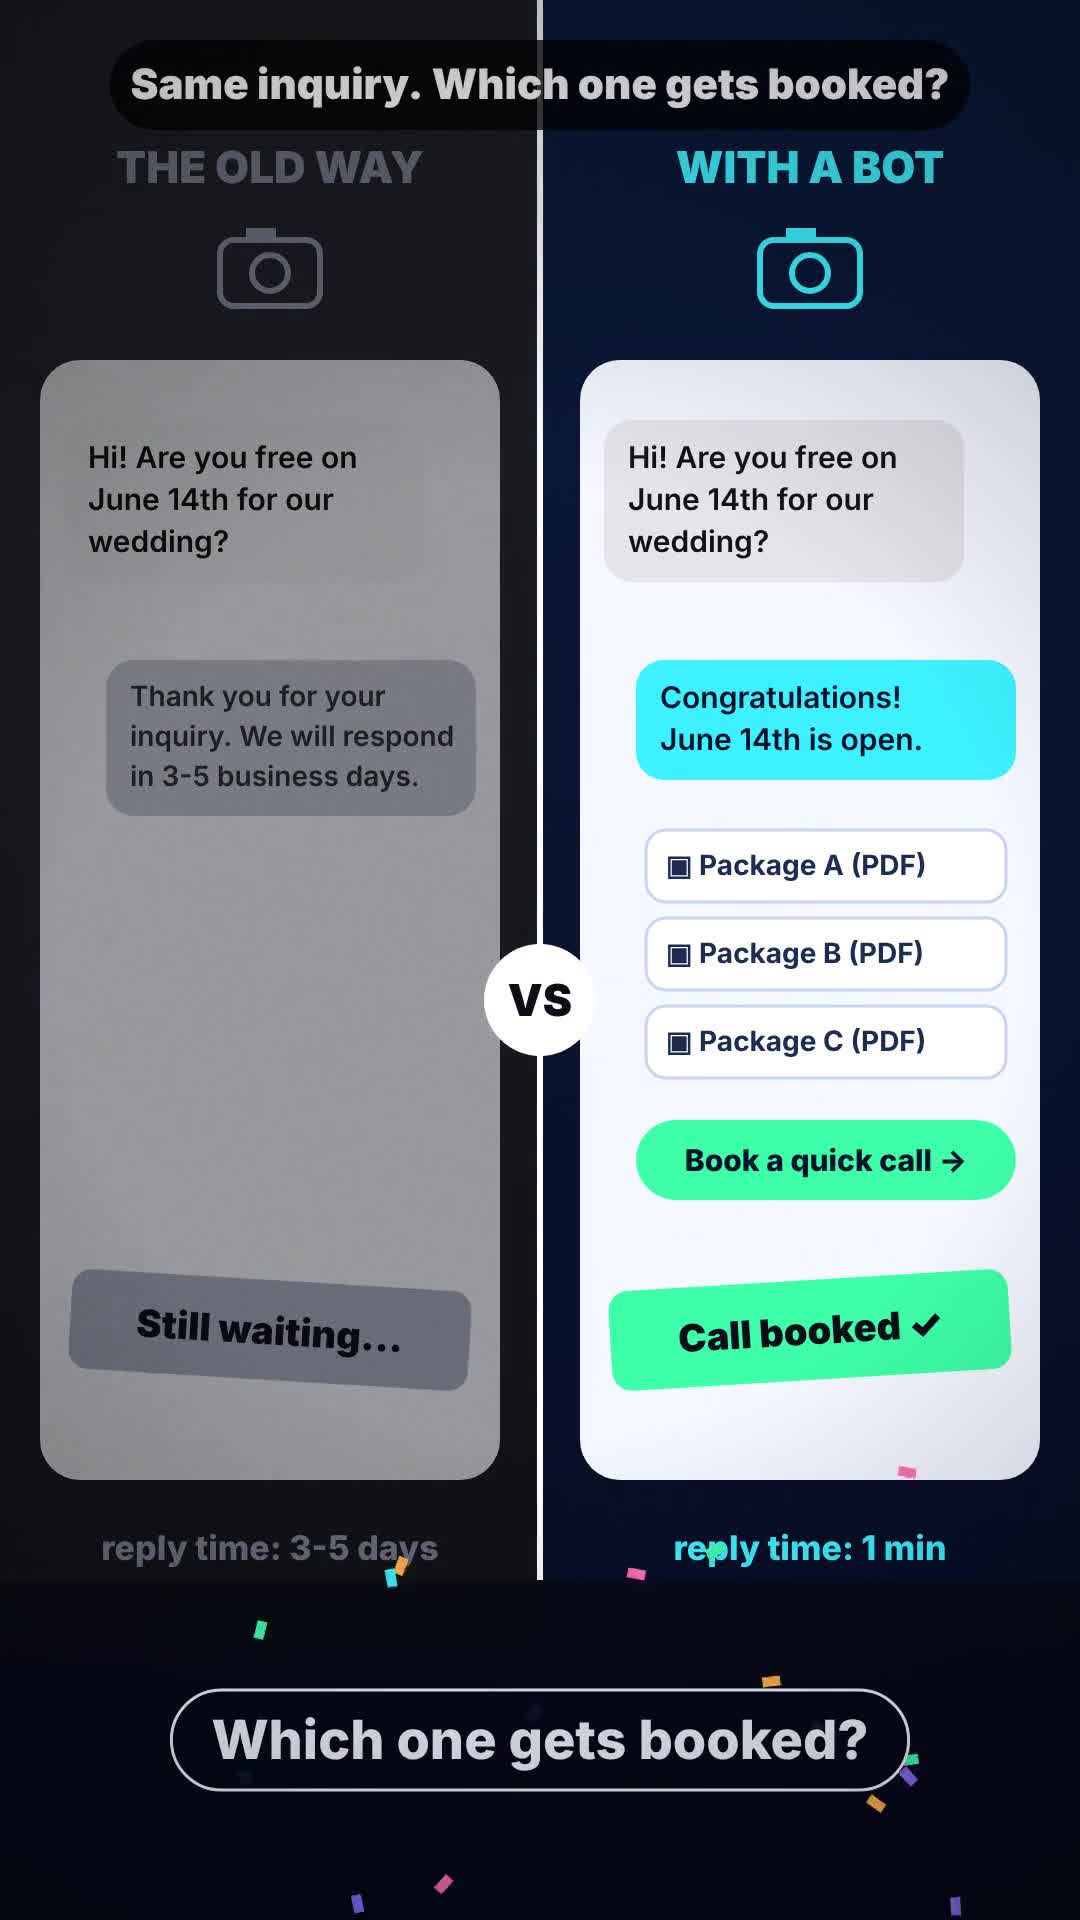 Same inquiry. Which one gets booked?
THE OLD WAY
Hi! Are you free on
June 14th for our
wedding?
Thank you for your
inquiry. We will respond
in 3-5 business days.
Still waiting...
reply time: 3-5 days
VS
WITH A BOT
Hi! Are you free on
June 14th for our
wedding?
Congratulations!
June 14th is open.
▣ Package A (PDF)
▣ Package B (PDF)
▣ Package C (PDF)
Book a quick call →
Call booked ✓
reply time: 1 min
Which one gets booked?